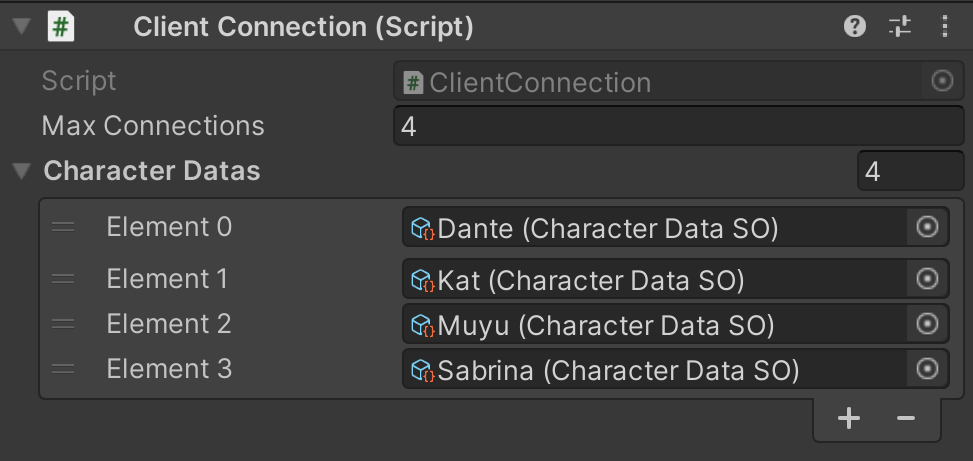 Client Connection (Script)
Script ClientConnection
Max Connections 4
Character Datas 4
Element 0 Dante (Character Data SO)
Element 1 Kat (Character Data SO)
Element 2 Muyu (Character Data SO)
Element 3 Sabrina (Character Data SO)